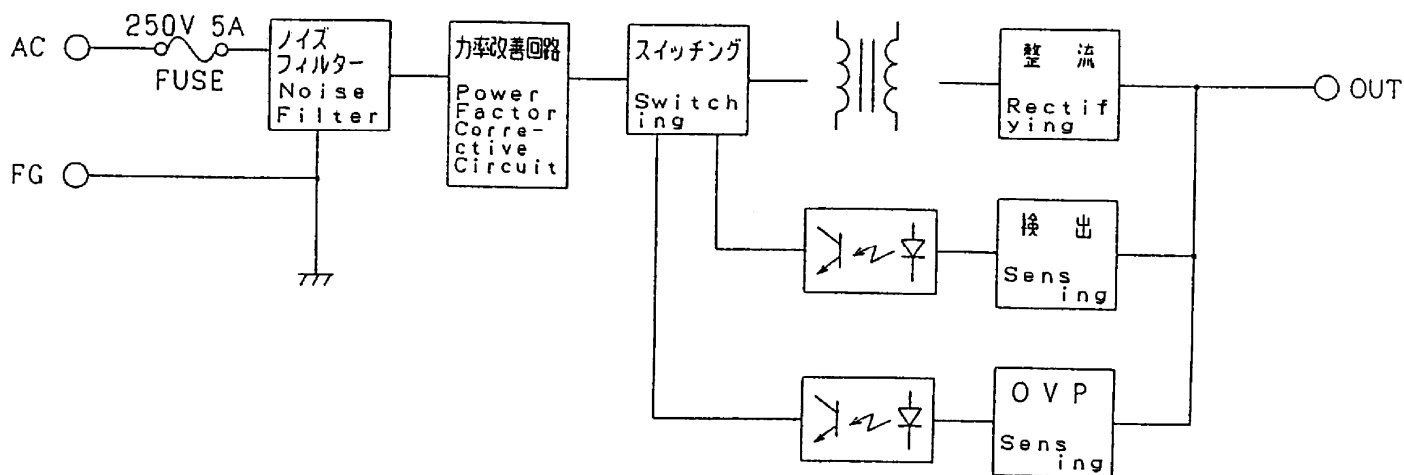 AC
250V 5A
FUSE
ノイズ
フィルター
Noise
Filter
力率改善回路
Power
Factor
Corre-
ctive
Circuit
スイッチング
Switch
ing
整 流
Rectif
ying
OUT
FG
検 出
Sens
ing
OVP
Sens
ing